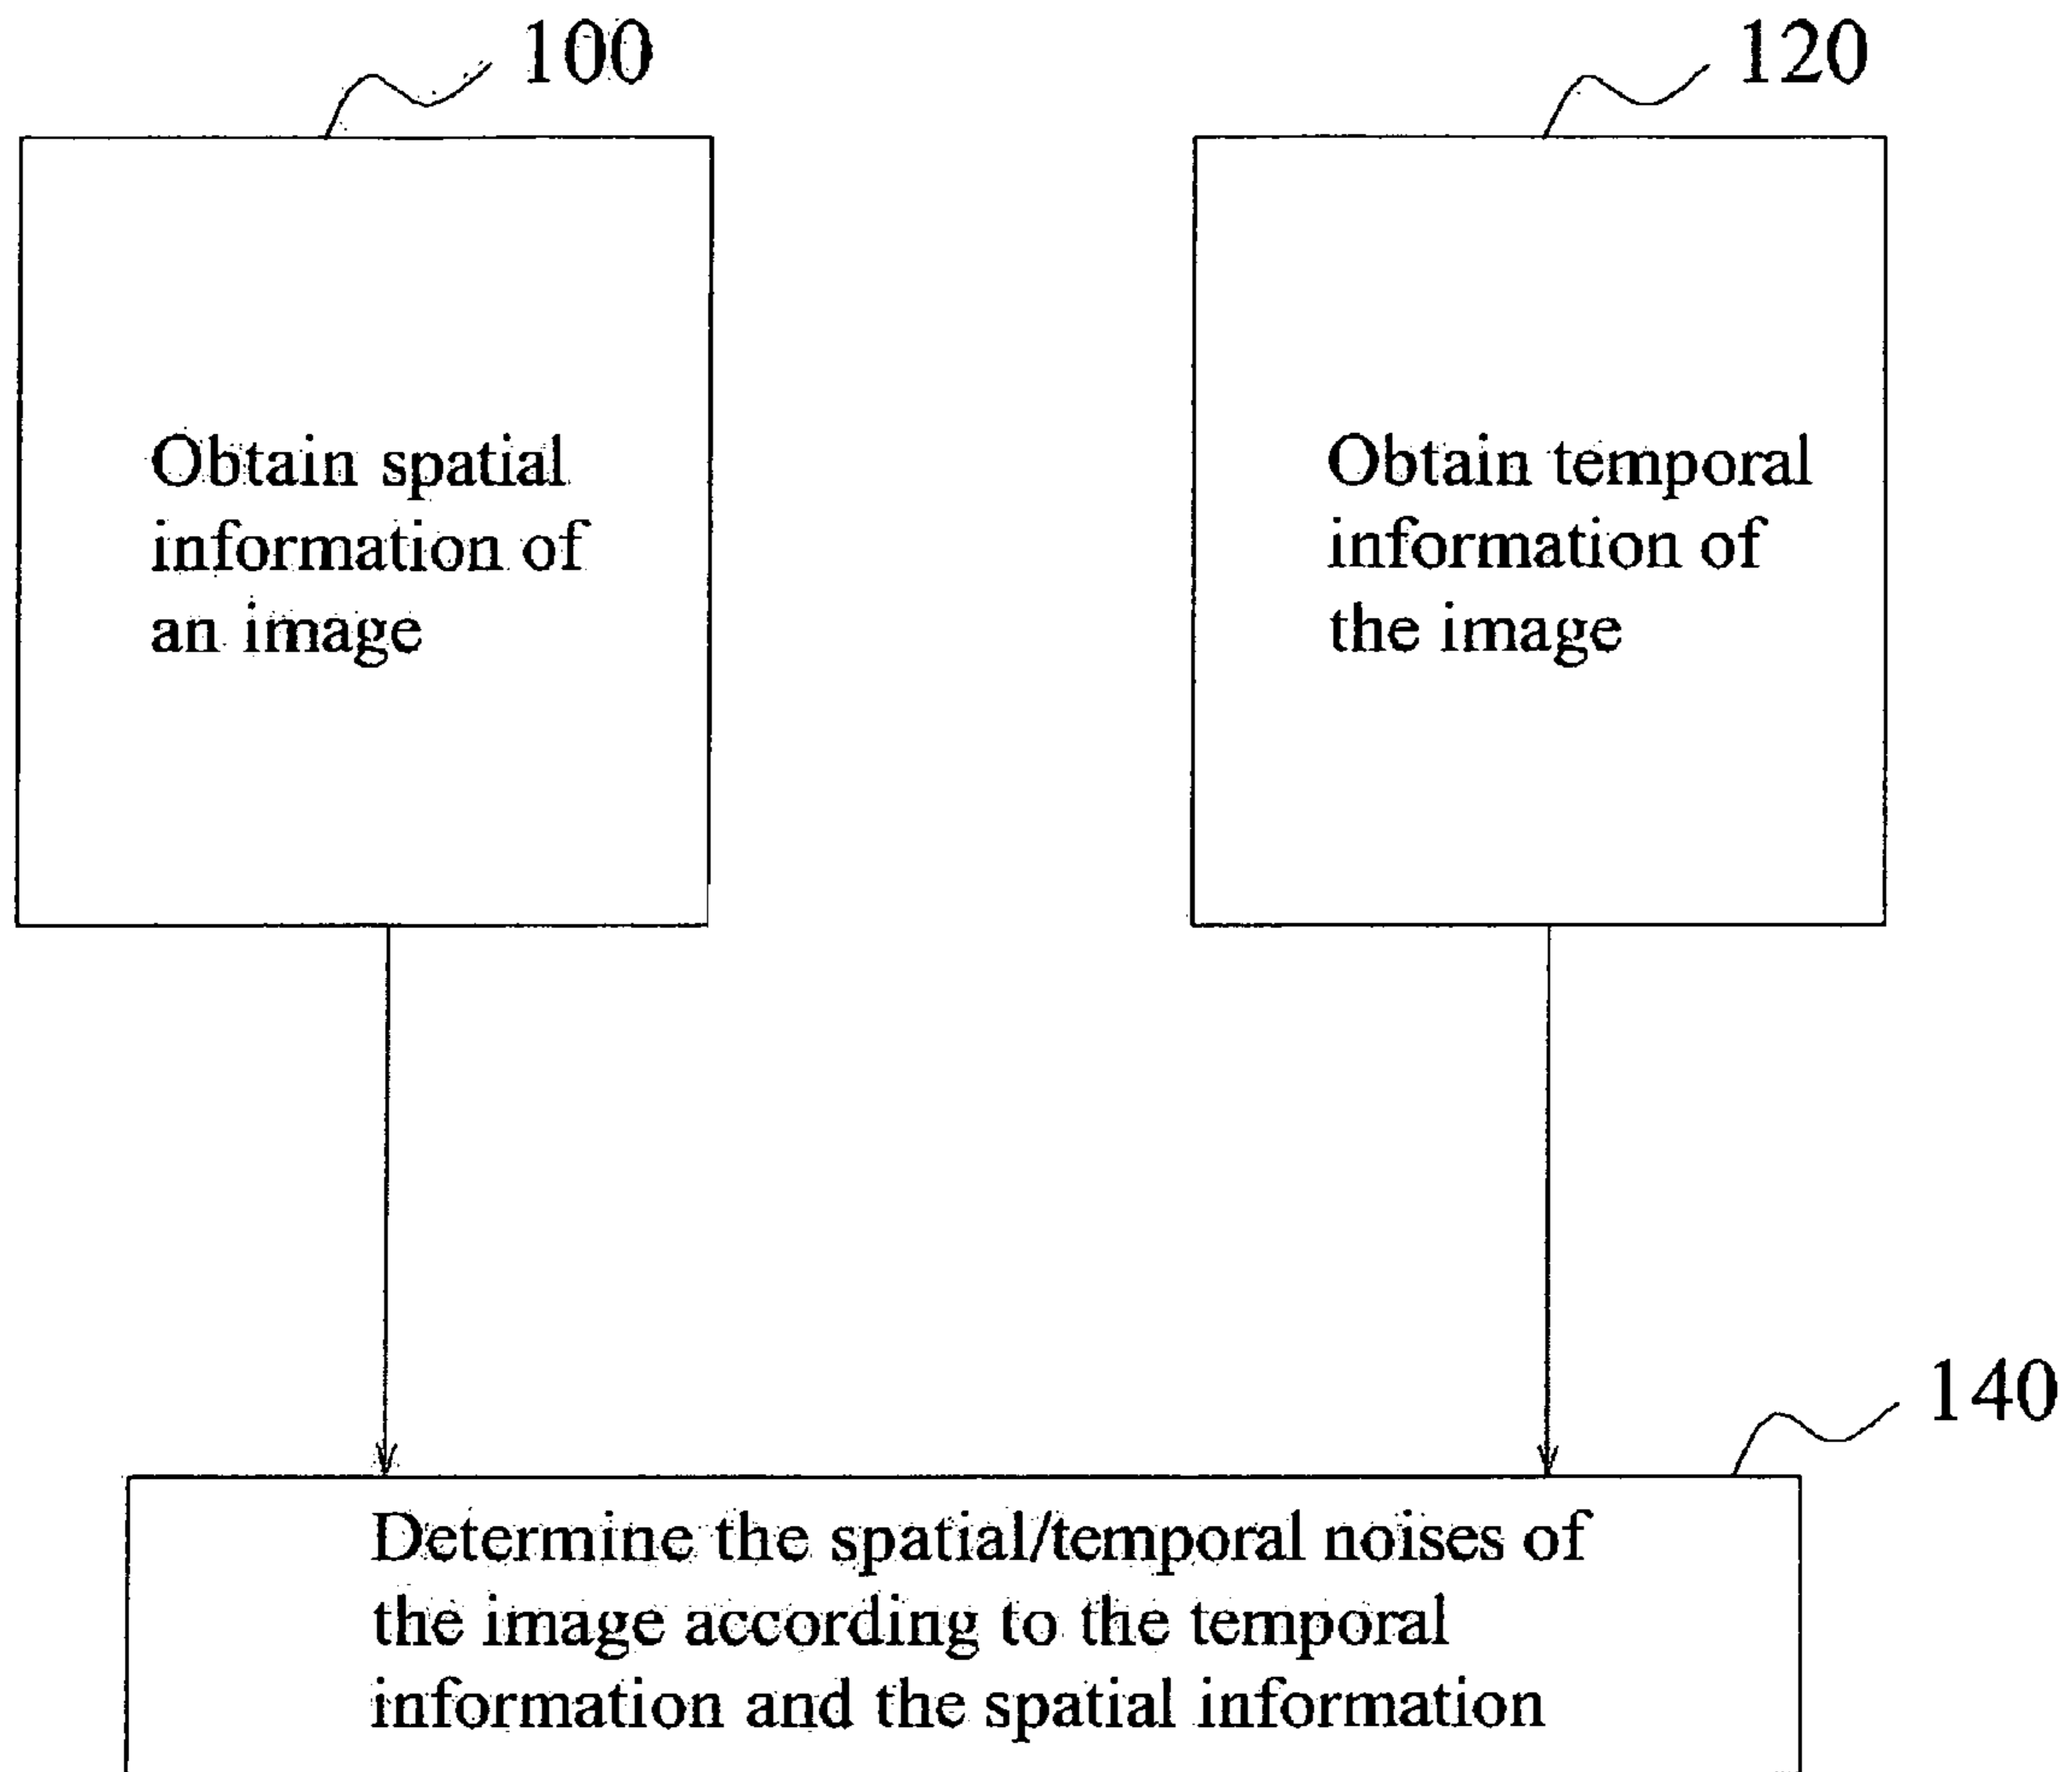 100
120
Obtain spatial
information of
an image
Obtain temporal
information of
the image
140
Determine the spatial/temporal noises of
the image according to the temporal
information and the spatial information